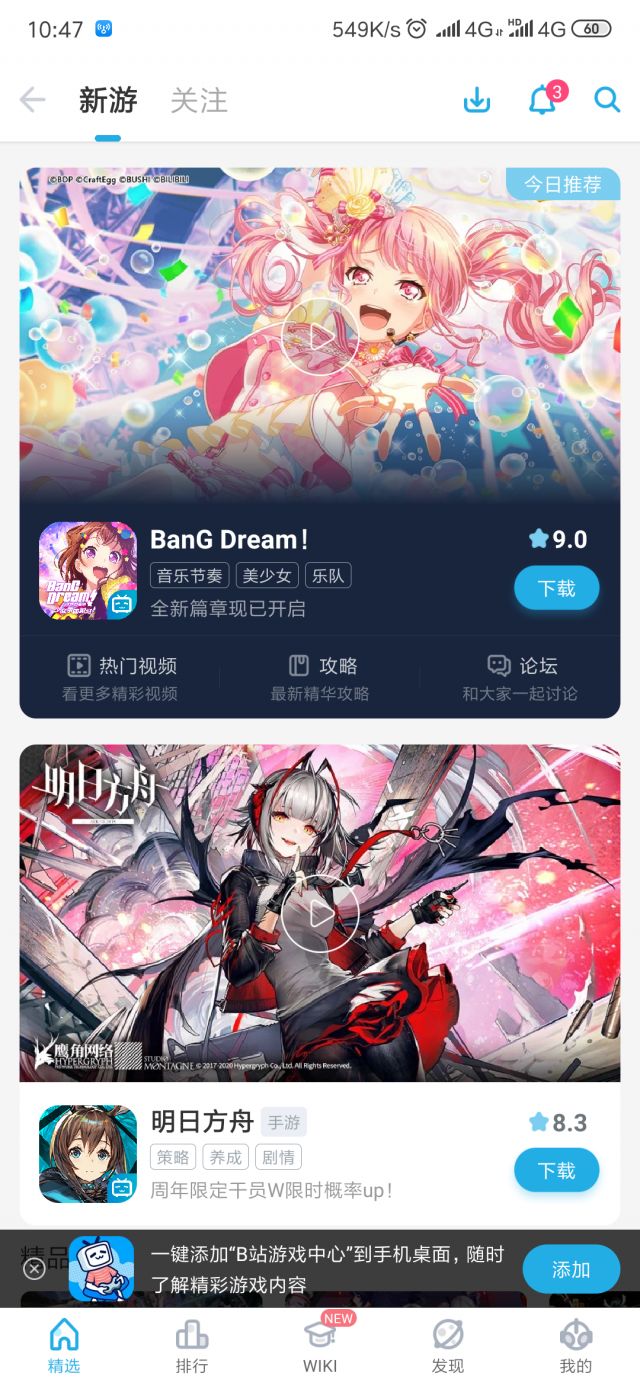 10:47
549K/s 4G HD 4G 60
新游 关注
3
©BDP ©CraftEgg ©BUSHI ©BILIBILI
今日推荐
BanG Dream!
BanG Dream！
9.0
音乐节奏 美少女 乐队
下载
全新篇章现已开启
热门视频 攻略 论坛
看更多精彩视频 最新精华攻略 和大家一起讨论
明日方舟
鹰角网络
HYPERGRYPH
STUDIO MONTAGNE © 2017-2020 Hypergryph Co., Ltd. All Rights Reserved.
明日方舟 手游
8.3
策略 养成 剧情
下载
周年限定干员W限时概率up！
精品
一键添加“B站游戏中心”到手机桌面，随时
了解精彩游戏内容
添加
NEW
精选 排行 WIKI 发现 我的